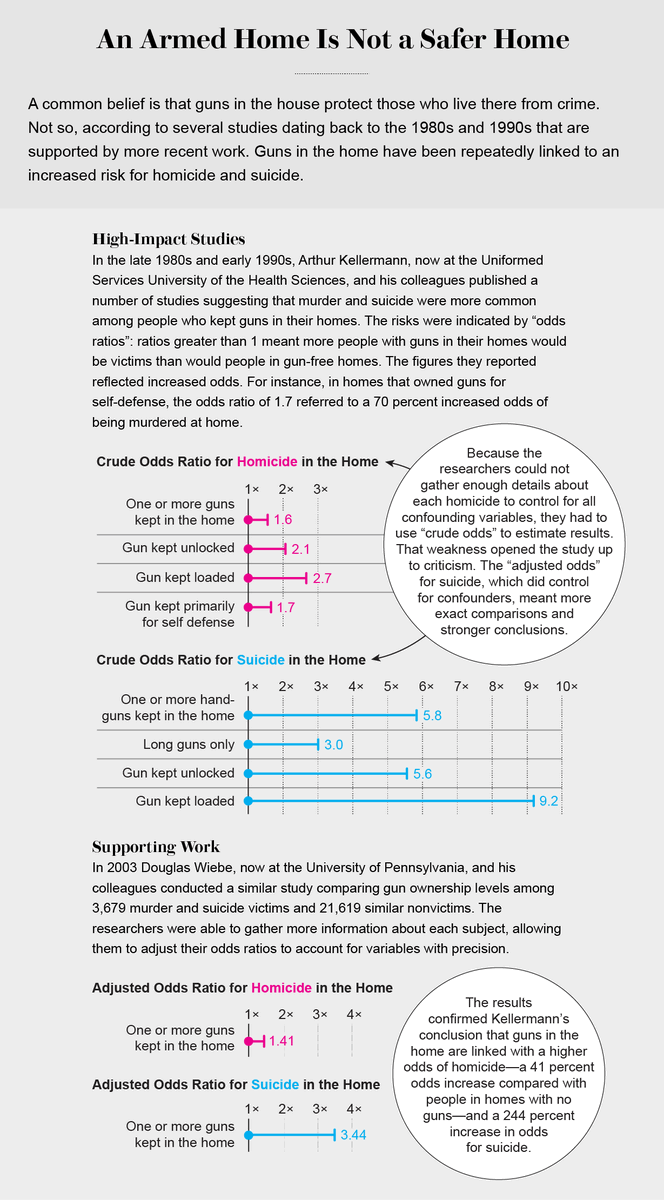 An Armed Home Is Not a Safer Home
A common belief is that guns in the house protect those who live there from crime.
Not so, according to several studies dating back to the 1980s and 1990s that are
supported by more recent work. Guns in the home have been repeatedly linked to an
increased risk for homicide and suicide.
High-Impact Studies
In the late 1980s and early 1990s, Arthur Kellermann, now at the Uniformed
Services University of the Health Sciences, and his colleagues published a
number of studies suggesting that murder and suicide were more common
among people who kept guns in their homes. The risks were indicated by “odds
ratios”: ratios greater than 1 meant more people with guns in their homes would
be victims than would people in gun-free homes. The figures they reported
reflected increased odds. For instance, in homes that owned guns for
self-defense, the odds ratio of 1.7 referred to a 70 percent increased odds of
being murdered at home.
Crude Odds Ratio for Homicide in the Home
1× 2× 3×
One or more guns
kept in the home
1.6
Gun kept unlocked
2.1
Gun kept loaded
2.7
Gun kept primarily
for self defense
1.7
Because the
researchers could not
gather enough details about
each homicide to control for all
confounding variables, they had to
use “crude odds” to estimate results.
That weakness opened the study up
to criticism. The “adjusted odds”
for suicide, which did control
for confounders, meant more
exact comparisons and
stronger conclusions.
Crude Odds Ratio for Suicide in the Home
1× 2× 3× 4× 5× 6× 7× 8× 9× 10×
One or more hand-
guns kept in the home
5.8
Long guns only
3.0
Gun kept unlocked
5.6
Gun kept loaded
9.2
Supporting Work
In 2003 Douglas Wiebe, now at the University of Pennsylvania, and his
colleagues conducted a similar study comparing gun ownership levels among
3,679 murder and suicide victims and 21,619 similar nonvictims. The
researchers were able to gather more information about each subject, allowing
them to adjust their odds ratios to account for variables with precision.
Adjusted Odds Ratio for Homicide in the Home
1× 2× 3× 4×
One or more guns
kept in the home
1.41
Adjusted Odds Ratio for Suicide in the Home
1× 2× 3× 4×
One or more guns
kept in the home
3.44
The results
confirmed Kellermann’s
conclusion that guns in the
home are linked with a higher
odds of homicide—a 41 percent
odds increase compared with
people in homes with no
guns—and a 244 percent
increase in odds
for suicide.